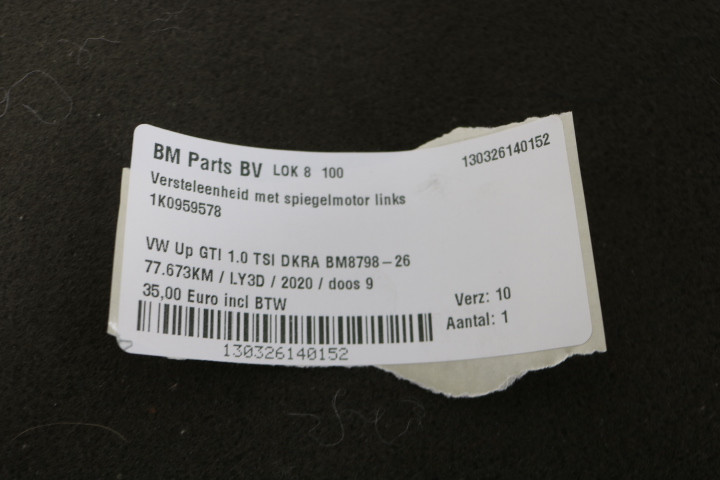 BM Parts BV LOK 8 100
130326140152
Versteleenheid met spiegelmotor links
1K0959578
VW Up GTI 1.0 TSI DKRA BM8798-26
77.673KM / LY3D / 2020 / doos 9
35,00 Euro incl BTW
Verz: 10
Aantal: 1
130326140152